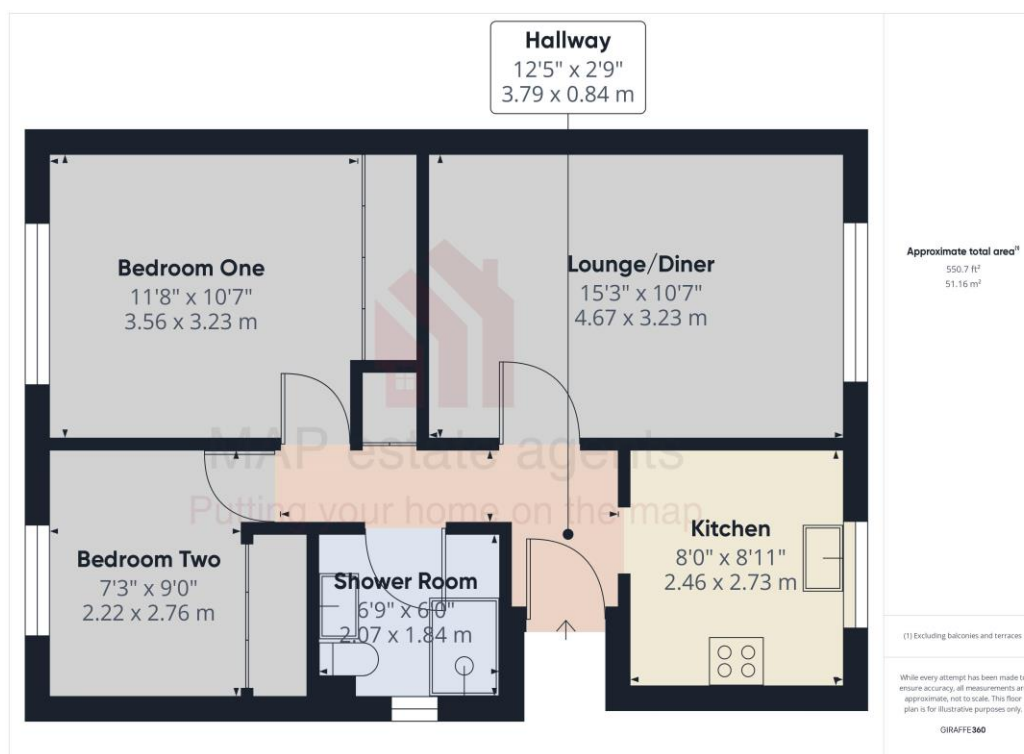 Hallway
12'5" x 2'9"
3.79 x 0.84 m
Bedroom One
11'8" x 10'7"
3.56 x 3.23 m
Lounge/Diner
15'3" x 10'7"
4.67 x 3.23 m
Approximate total area⁽¹⁾
550.7 ft²
51.16 m²
MAP estate agents
Putting your home on the map
Bedroom Two
7'3" x 9'0"
2.22 x 2.76 m
Shower Room
6'9" x 6'0"
2.07 x 1.84 m
Kitchen
8'0" x 8'11"
2.46 x 2.73 m
(1) Excluding balconies and terraces
While every attempt has been made to
ensure accuracy, all measurements are
approximate, not to scale. This floor
plan is for illustrative purposes only.
GIRAFFE360